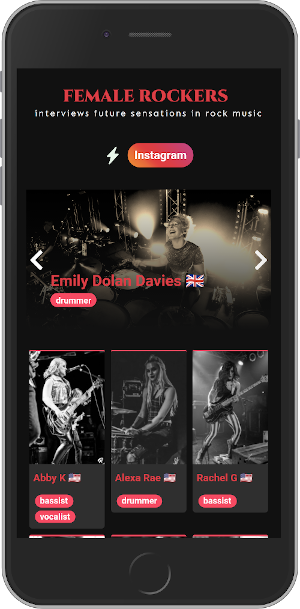 FEMALE ROCKERS
interviews future sensations in rock music
Instagram
Emily Dolan Davies 🇬🇧
drummer
Abby K 🇺🇸
bassist
vocalist
Alexa Rae 🇺🇸
drummer
Rachel G 🇺🇸
bassist